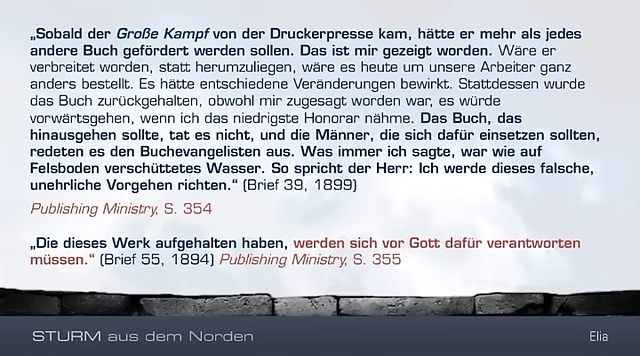 „Sobald der Große Kampf von der Druckerpresse kam, hätte er mehr als jedes
andere Buch gefördert werden sollen. Das ist mir gezeigt worden. Wäre er
verbreitet worden, statt herumzuliegen, wäre es heute um unsere Arbeiter ganz
anders bestellt. Es hätte entschiedene Veränderungen bewirkt. Stattdessen wurde
das Buch zurückgehalten, obwohl mir zugesagt worden war, es würde
vorwärtsgehen, wenn ich das niedrigste Honorar nähme. Das Buch, das
hinausgehen sollte, tat es nicht, und die Männer, die sich dafür einsetzen sollten,
redeten es den Buchevangelisten aus. Was immer ich sagte, war wie auf
Felsboden verschüttetes Wasser. So spricht der Herr: Ich werde dieses falsche,
unehrliche Vorgehen richten.“ (Brief 39, 1899)
Publishing Ministry, S. 354
„Die dieses Werk aufgehalten haben, werden sich vor Gott dafür verantworten
müssen.“ (Brief 55, 1894) Publishing Ministry, S. 355
STURM aus dem Norden
Elia